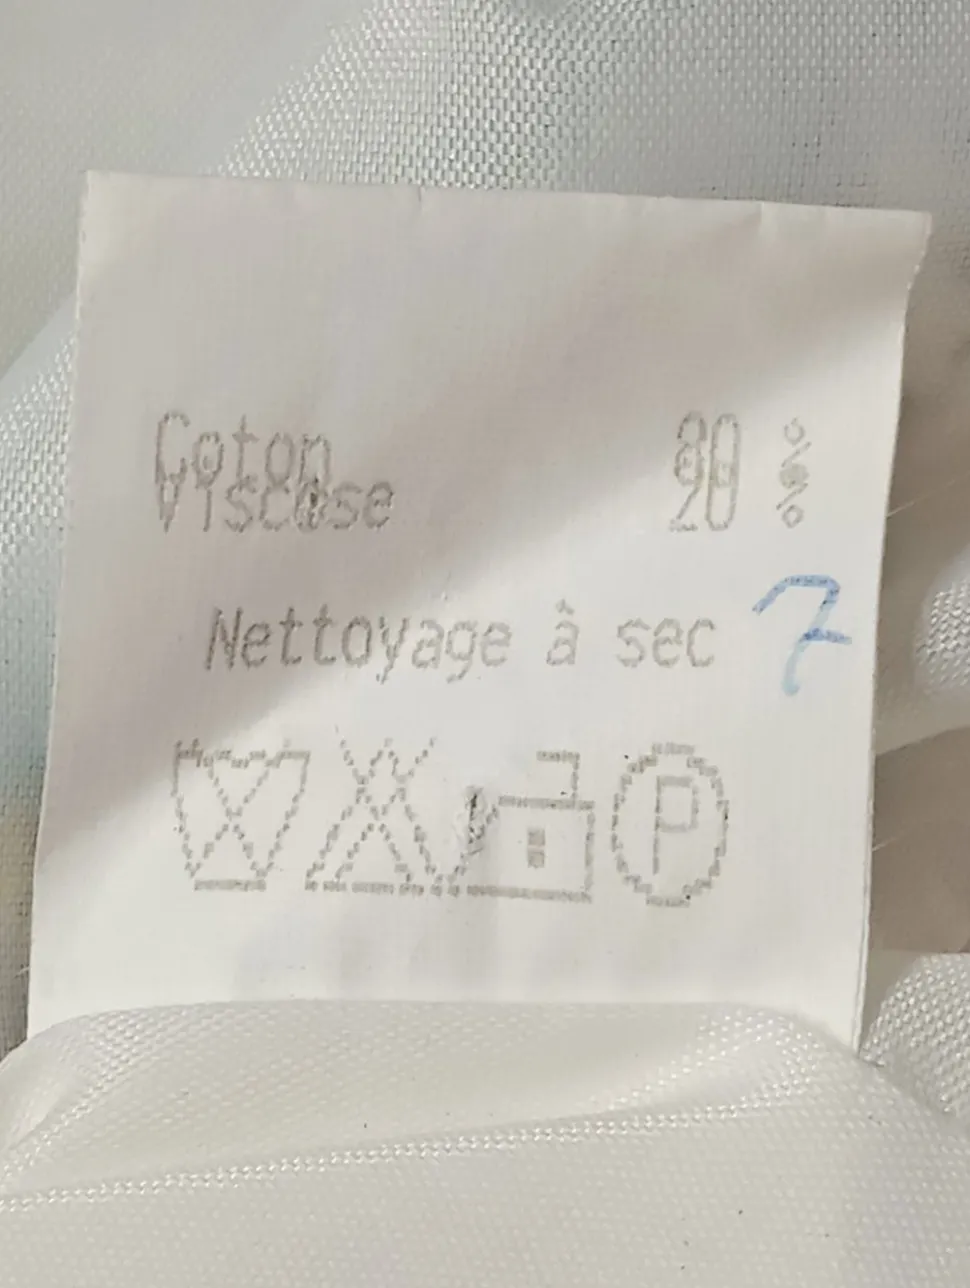 Coton 80 %
Viscose 20 %
Nettoyage à sec 7
P